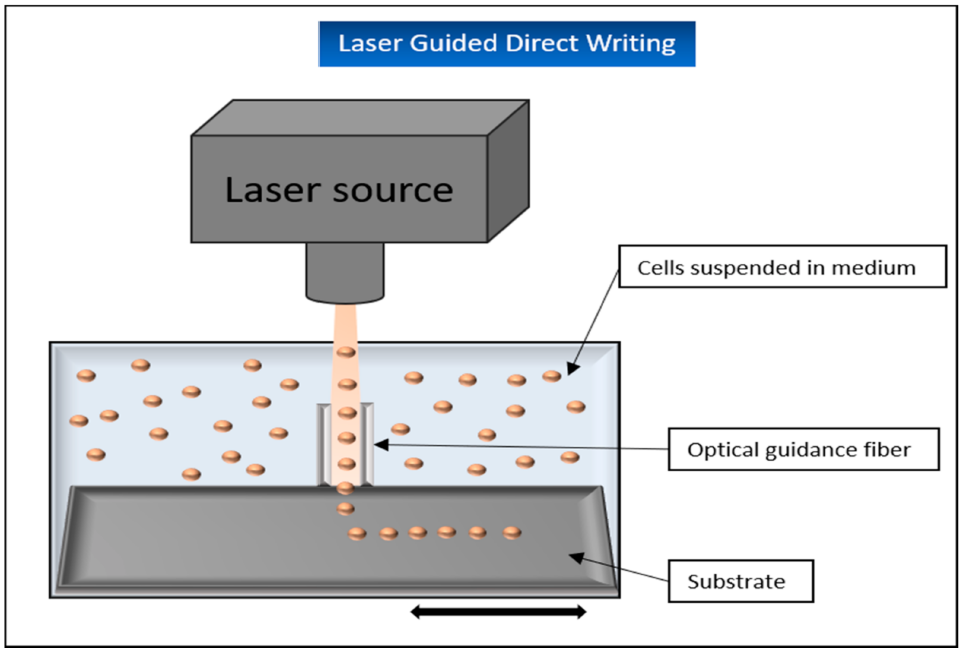 Laser Guided Direct Writing
Laser source
Cells suspended in medium
Optical guidance fiber
Substrate